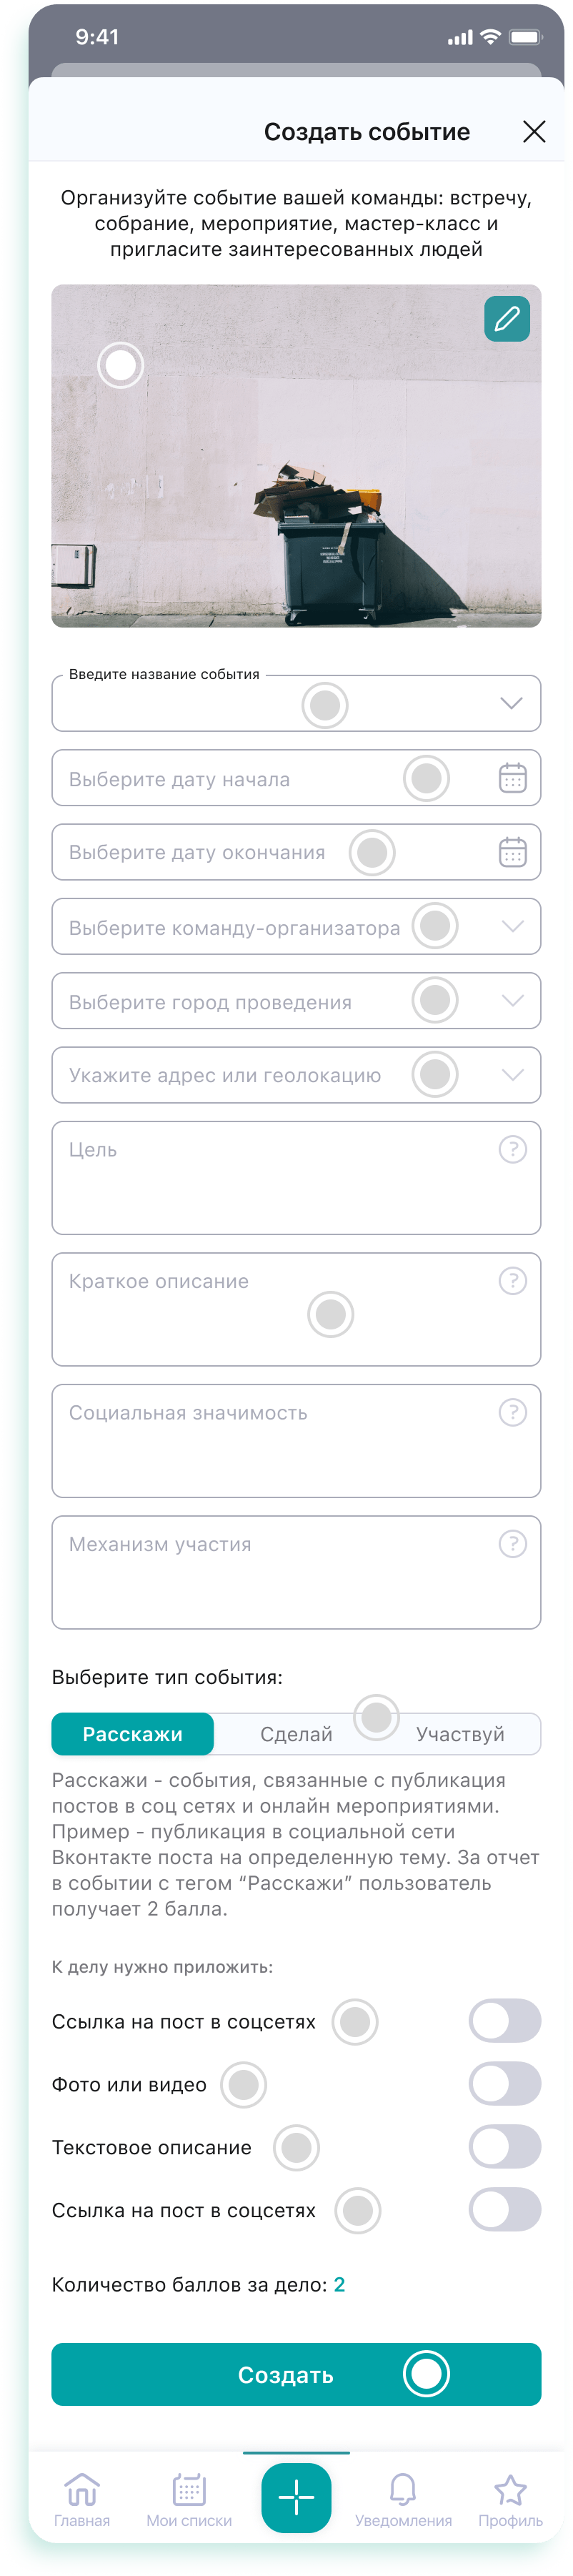 9:41
Создать событие
Организуйте событие вашей команды: встречу,
собрание, мероприятие, мастер-класс и
пригласите заинтересованных людей
Введите название события
Выберите дату начала
Выберите дату окончания
Выберите команду-организатора
Выберите город проведения
Укажите адрес или геолокацию
Цель
?
Краткое описание
?
Социальная значимость
?
Механизм участия
?
Выберите тип события:
Расскажи Сделай Участвуй
Расскажи - события, связанные с публикация
постов в соц сетях и онлайн мероприятиями.
Пример - публикация в социальной сети
Вконтакте поста на определенную тему. За отчет
в событии с тегом “Расскажи” пользователь
получает 2 балла.
К делу нужно приложить:
Ссылка на пост в соцсетях
Фото или видео
Текстовое описание
Ссылка на пост в соцсетях
Количество баллов за дело: 2
Создать
Главная Мои списки Уведомления Профиль